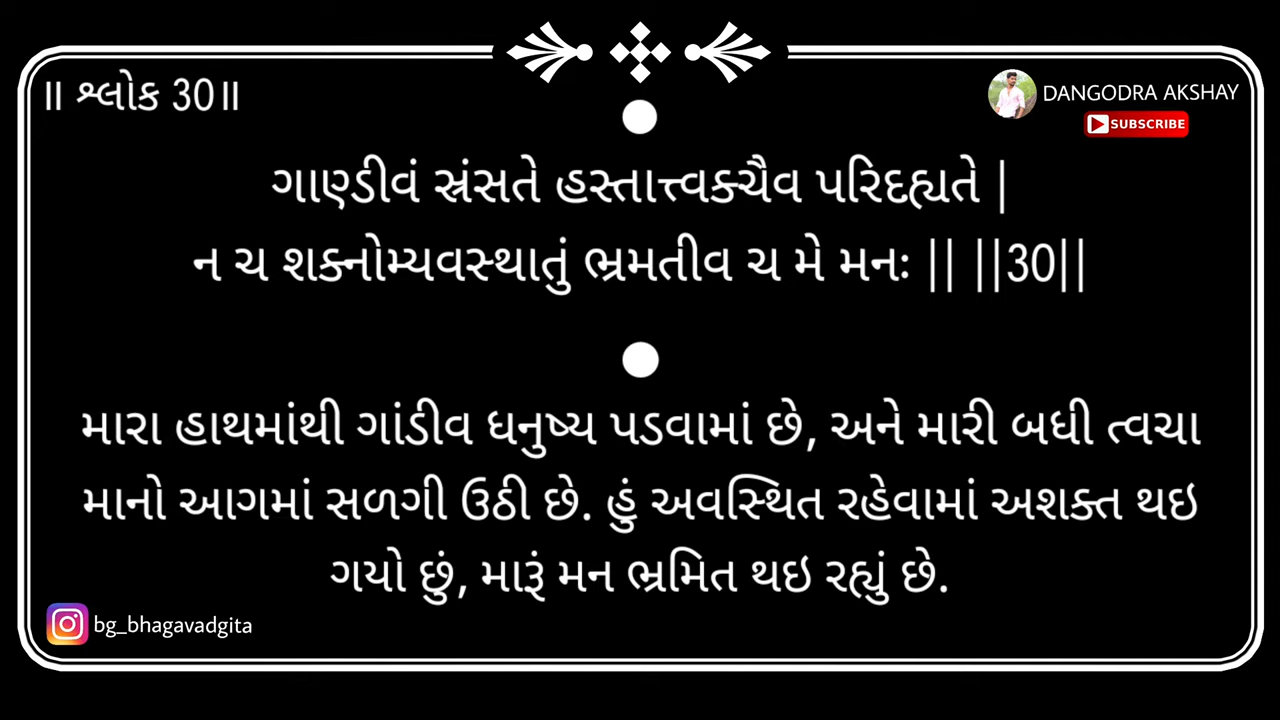 ॥ શ્લોક 30॥
DANGODRA AKSHAY
SUBSCRIBE
ગાણ્ડીવં સ્રંસતે હસ્તાત્ત્વક્ચૈવ પરિદહ્યતે |
ન ચ શક્નોમ્યવસ્થાતું ભ્રમતીવ ચ મે મનઃ || ||30||
મારા હાથમાંથી ગાંડીવ ધનુષ્ય પડવામાં છે, અને મારી બધી ત્વચા
માનો આગમાં સળગી ઉઠી છે. હું અવસ્થિત રહેવામાં અશક્ત થઇ
ગયો છું, મારૂં મન ભ્રમિત થઇ રહ્યું છે.
bg_bhagavadgita